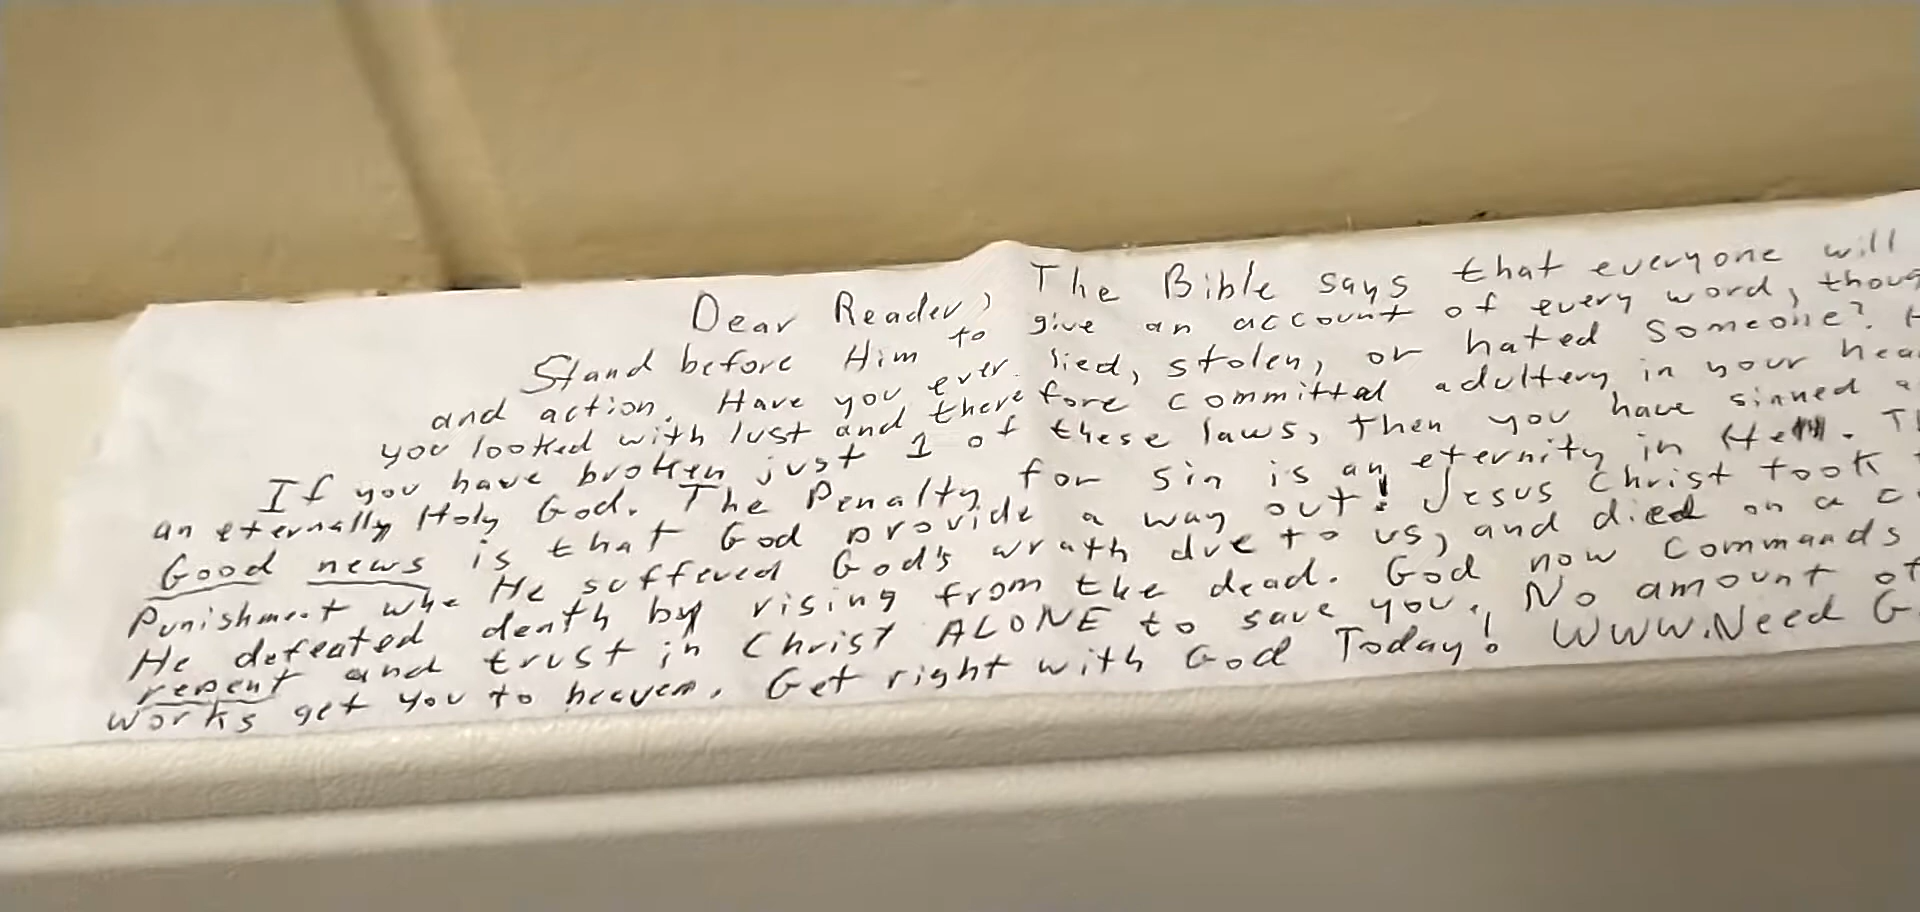 Dear Reader, The Bible says that everyone will
Stand before Him to give an account of every word, thoug
and action. Have you ever lied, stolen, or hated someone? H
you looked with lust and therefore committed adultery in your hea
If you have broken just 1 of these laws, then you have sinned a
an eternally Holy God. The Penalty for sin is an eternity in Hell. Th
Good news is that God provide a way out! Jesus Christ took
Punishment whe He suffered God's wrath due to us, and died on a c
He defeated death by rising from the dead. God now commands
repent and trust in Christ ALONE to save you. No amount of
works get you to heaven. Get right with God Today! WWW.Need G